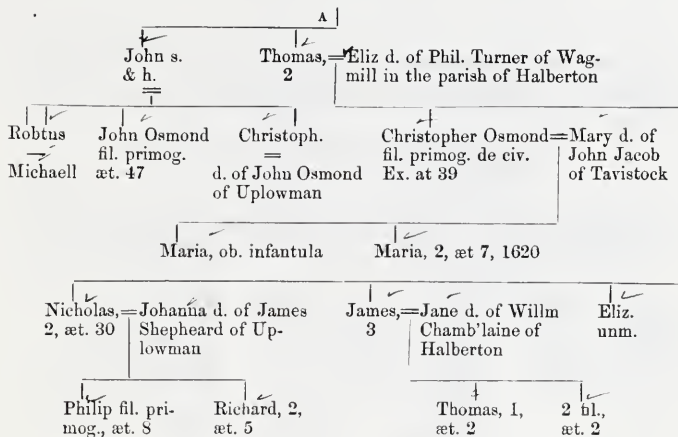 A
John s.
& h.
Thomas,
2
Eliz d. of Phil. Turner of Wag-
mill in the parish of Halberton
Robtus
Michaell
John Osmond
fil. primog.
æt. 47
Christoph.
=
d. of John Osmond
of Uplowman
Christopher Osmond=Mary d. of
fil. primog. de civ.
Ex. at 39
John Jacob
of Tavistock
Maria, ob. infantula
Maria, 2, æt 7, 1620
Nicholas,=Johanna d. of James
2, æt. 30
Shepheard of Up-
lowman
James,=Jane d. of Willm
3
Chamb'laine of
Halberton
Eliz.
unm.
Philip fil. pri-
mog., æt. 8
Richard, 2,
æt. 5
Thomas, 1,
æt. 2
2 fil.,
æt. 2